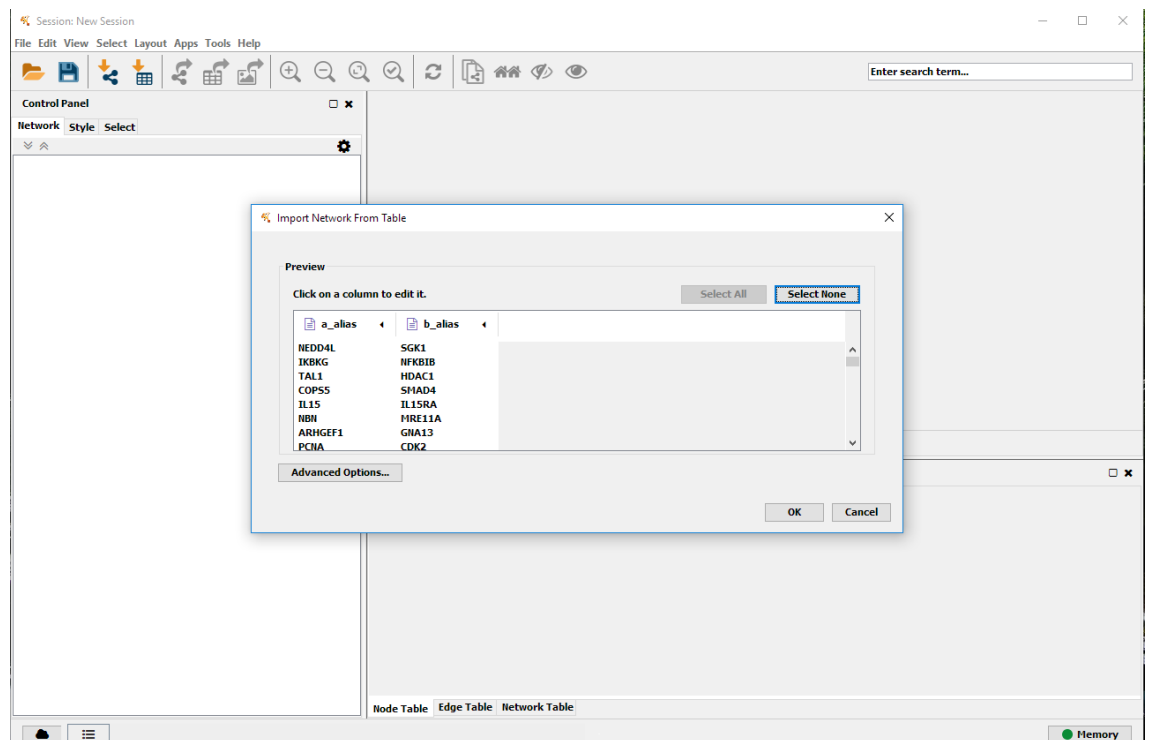 Session: New Session
File Edit View Select Layout Apps Tools Help
Enter search term...
Control Panel
Network Style Select
Import Network From Table
Preview
Click on a column to edit it.
Select All Select None
a_alias b_alias
NEDD4L SGK1
IKBKG NFKBIB
TAL1 HDAC1
COPS5 SMAD4
IL15 IL15RA
NBN MRE11A
ARHGEF1 GNA13
PCNA CDK2
Advanced Options...
OK Cancel
Node Table Edge Table Network Table
Memory